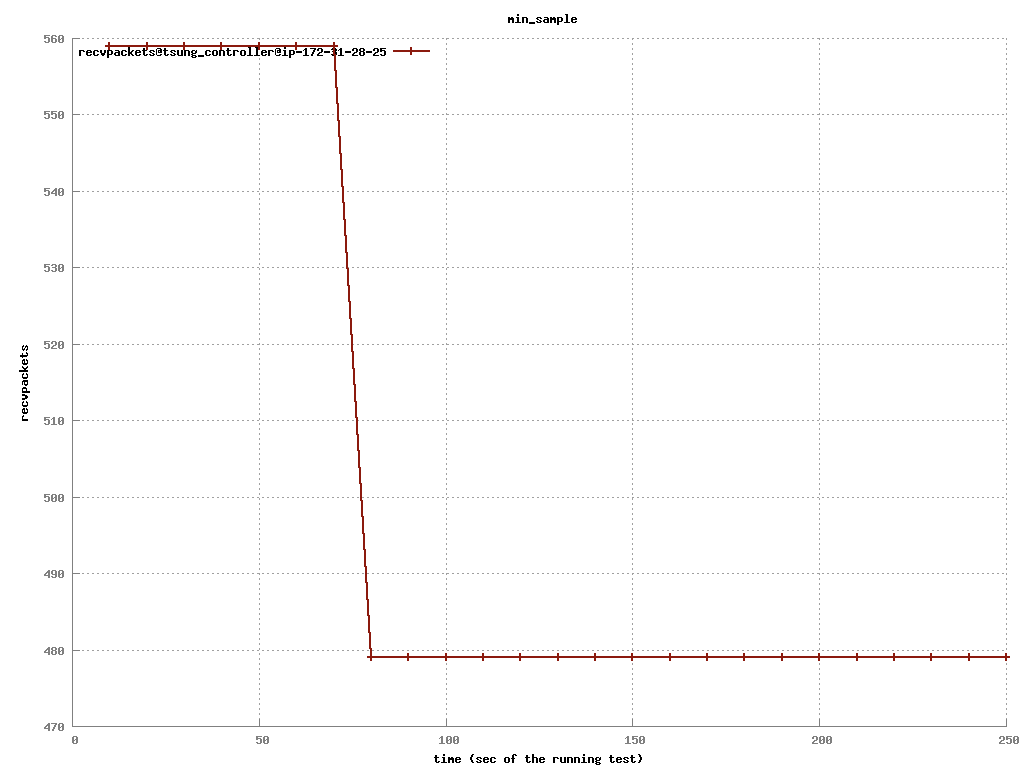 min_sample
560
recvpackets@tsung_controller@ip-172-31-28-25
550
540
530
520
510
500
490
480
470
recvpackets
0 50 100 150 200 250
time (sec of the running test)